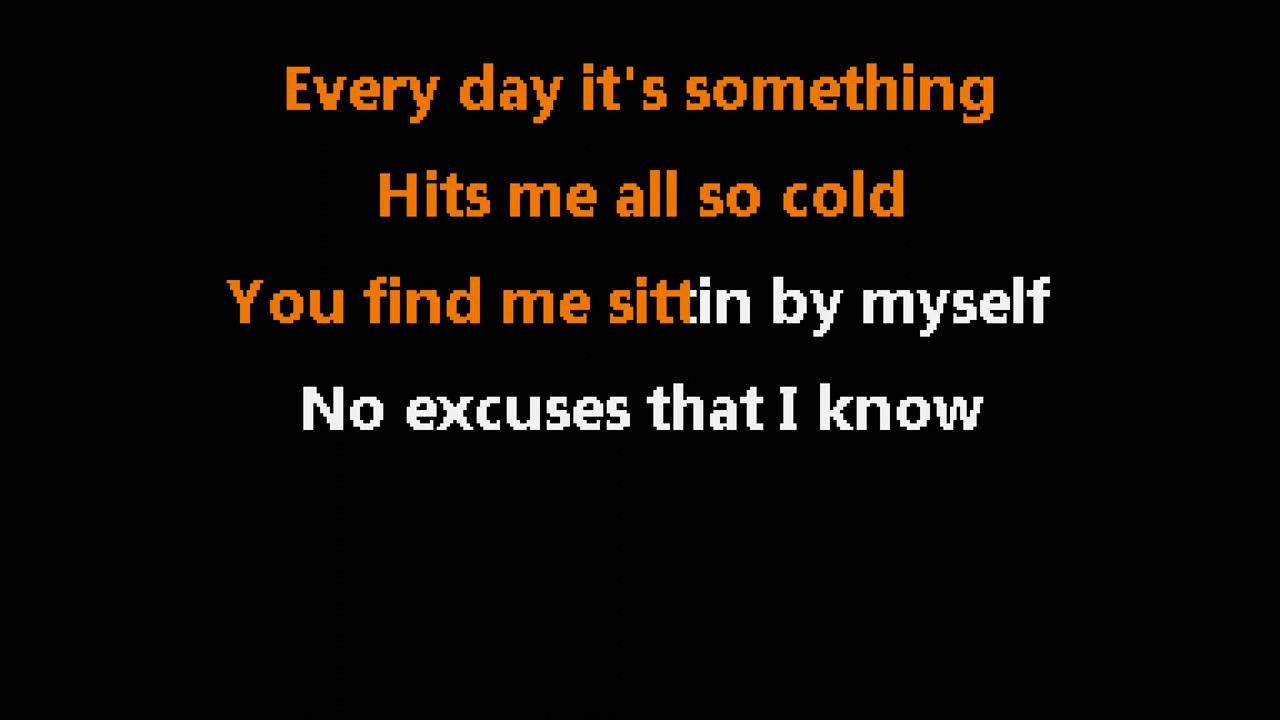 Every day it's something
Hits me all so cold
You find me sittin by myself
No excuses that I know